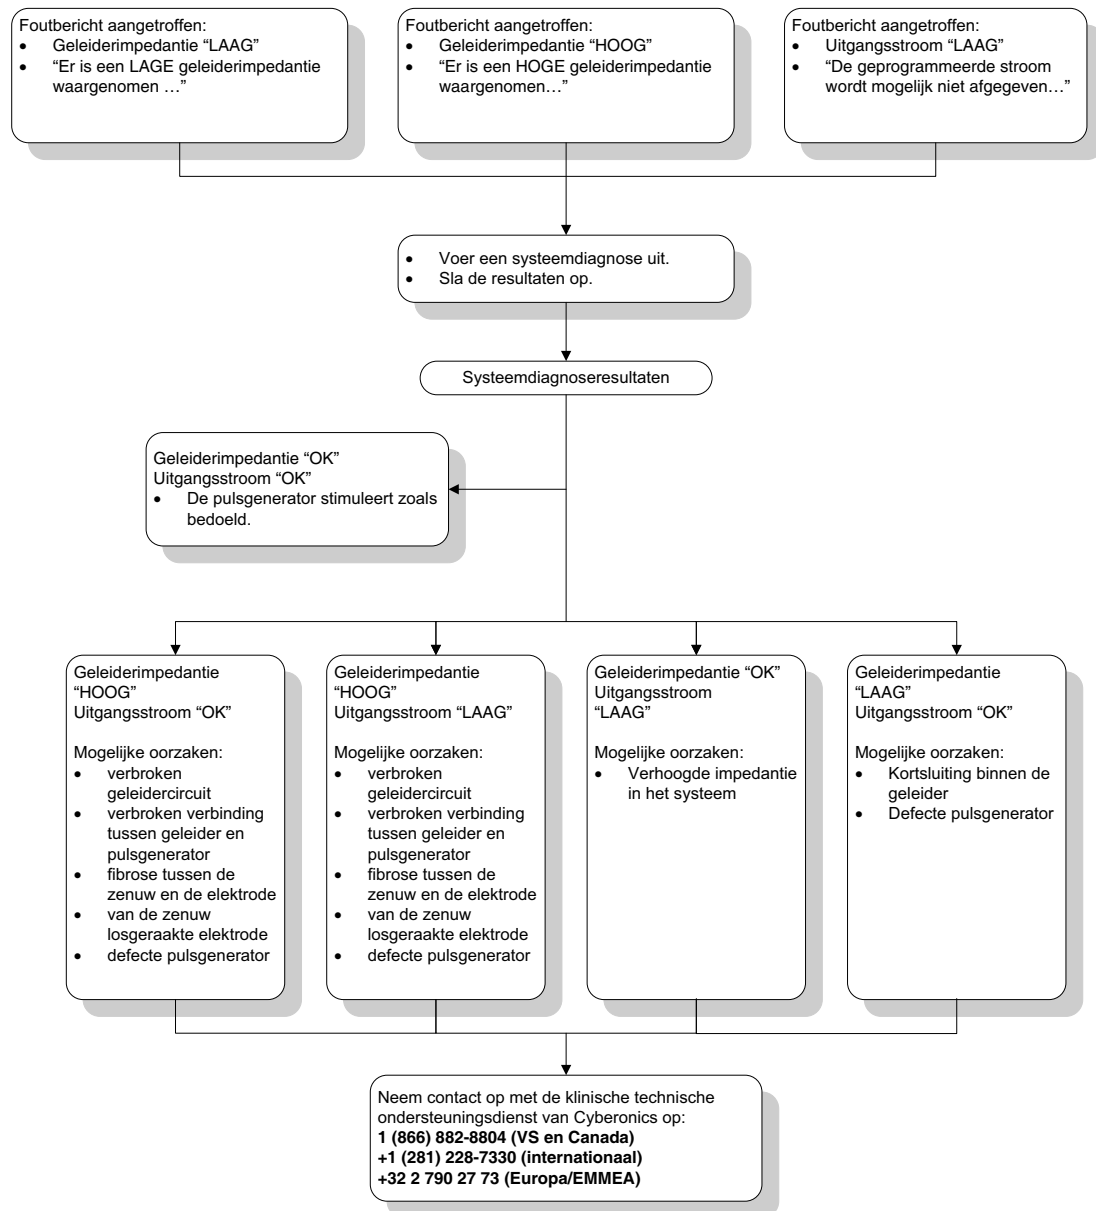 Foutbericht aangetroffen:
• Geleiderimpedantie “LAAG”
• “Er is een LAGE geleiderimpedantie
waargenomen …”
Foutbericht aangetroffen:
• Geleiderimpedantie “HOOG”
• “Er is een HOGE geleiderimpedantie
waargenomen…”
Foutbericht aangetroffen:
• Uitgangsstroom “LAAG”
• “De geprogrammeerde stroom
wordt mogelijk niet afgegeven…”
• Voer een systeemdiagnose uit.
• Sla de resultaten op.
Systeemdiagnoseresultaten
Geleiderimpedantie “OK”
Uitgangsstroom “OK”
• De pulsgenerator stimuleert zoals
bedoeld.
Geleiderimpedantie
“HOOG”
Uitgangsstroom “OK”
Mogelijke oorzaken:
• verbroken
geleidercircuit
• verbroken verbinding
tussen geleider en
pulsgenerator
• fibrose tussen de
zenuw en de elektrode
• van de zenuw
losgeraakte elektrode
• defecte pulsgenerator
Geleiderimpedantie
“HOOG”
Uitgangsstroom “LAAG”
Mogelijke oorzaken:
• verbroken
geleidercircuit
• verbroken verbinding
tussen geleider en
pulsgenerator
• fibrose tussen de
zenuw en de elektrode
• van de zenuw
losgeraakte elektrode
• defecte pulsgenerator
Geleiderimpedantie “OK”
Uitgangsstroom
“LAAG”
Mogelijke oorzaken:
• Verhoogde impedantie
in het systeem
Geleiderimpedantie
“LAAG”
Uitgangsstroom “OK”
Mogelijke oorzaken:
• Kortsluiting binnen de
geleider
• Defecte pulsgenerator
Neem contact op met de klinische technische
ondersteuningsdienst van Cyberonics op:
1 (866) 882-8804 (VS en Canada)
+1 (281) 228-7330 (internationaal)
+32 2 790 27 73 (Europa/EMMEA)